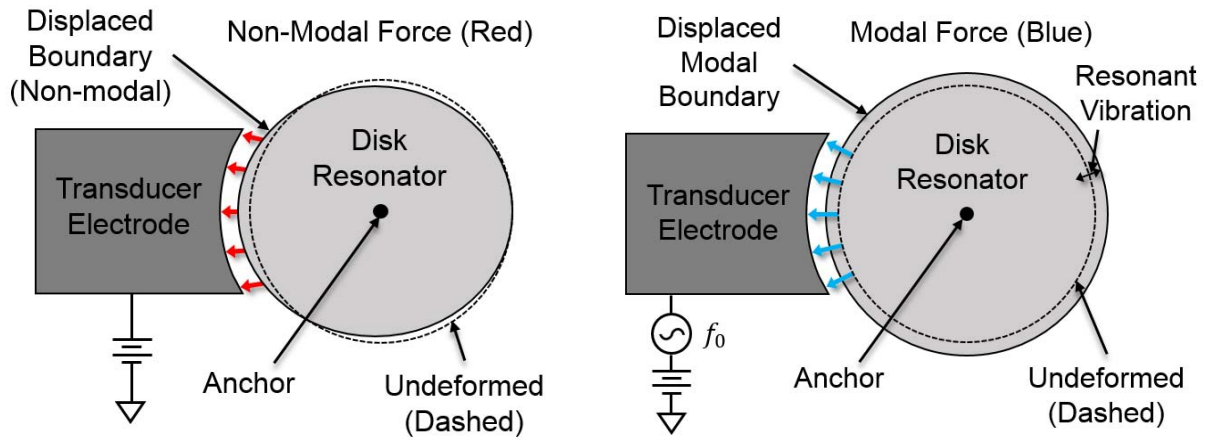 Displaced
Boundary
(Non-modal)
Non-Modal Force (Red)
Disk
Resonator
Transducer
Electrode
Anchor
Undeformed
(Dashed)
Displaced
Modal
Boundary
Modal Force (Blue)
Resonant
Vibration
Disk
Resonator
Transducer
Electrode
f₀
Anchor
Undeformed
(Dashed)